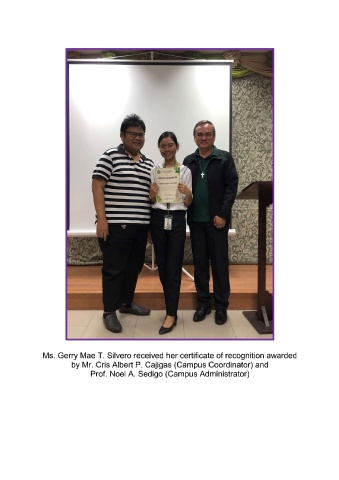 Ms. Gerry Mae T. Silvero received her certificate of recognition awarded
by Mr. Cris Albert P. Cajigas (Campus Coordinator) and
Prof. Noel A. Sedigo (Campus Administrator)